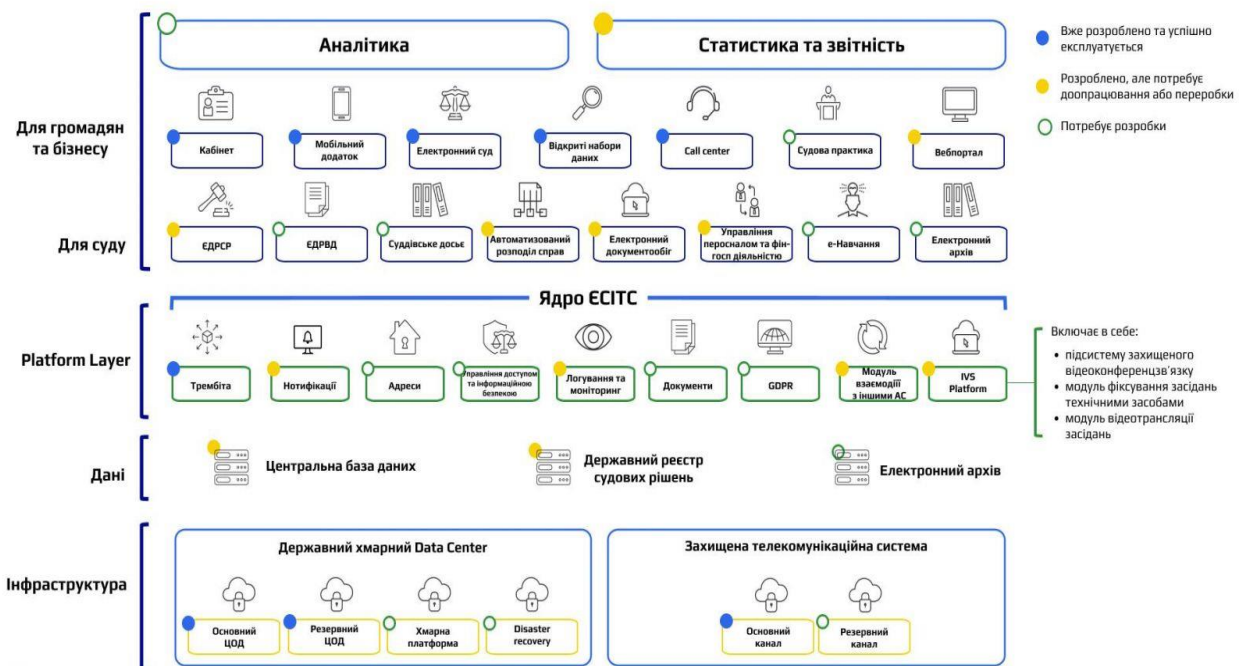 Аналітика
Статистика та звітність
Вже розроблено та успішно
експлуатується
Розроблено, але потребує
доопрацювання або переробки
Потребує розробки
Для громадян
та бізнесу
Кабінет
Мобільний
додаток
Електронний суд
Відкриті набори
даних
Call center
Судова практика
Вебпортал
Для суду
ЄДРСР
ЄДРВД
Суддівське досьє
Автоматизований
розподіл справ
Електронний
документообіг
Управління
перосналом та фін-
госп діяльністю
е-Навчання
Електронний
архів
Ядро ЄСІТС
Platform Layer
Трембіта
Нотифікації
Адреси
Управління доступом
та інформаційною
безпекою
Логування та
моніторинг
Документи
GDPR
Модуль
взаємодіїї
з іншими АС
IVS
Platform
Включає в себе:
• підсистему захищеного
відеоконференцзв'язку
• модуль фіксування засідань
технічними засобами
• модуль відеотрансляції
засідань
Дані
Центральна база даних
Державний реєстр
судових рішень
Електронний архів
Інфраструктура
Державний хмарний Data Center
Основний
ЦОД
Резервний
ЦОД
Хмарна
платформа
Disaster
recovery
Захищена телекомунікаційна система
Основний
канал
Резервний
канал